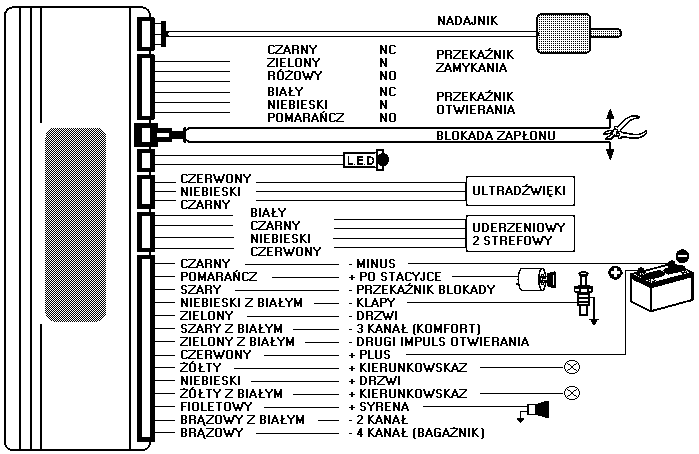 NADAJNIK
CZARNY NC
ZIELONY N
RÓŻOWY NO
PRZEKAŹNIK
ZAMYKANIA
BIAŁY NC
NIEBIESKI N
POMARAŃCZ NO
PRZEKAŹNIK
OTWIERANIA
BLOKADA ZAPŁONU
L.E.D
CZERWONY
NIEBIESKI
CZARNY
ULTRADŹWIĘKI
BIAŁY
CZARNY
NIEBIESKI
CZERWONY
UDERZENIOWY
2 STREFOWY
CZARNY - MINUS
POMARAŃCZ + PO STACYJCE
SZARY - PRZEKAŹNIK BLOKADY
NIEBIESKI Z BIAŁYM - KLAPY
ZIELONY - DRZWI
SZARY Z BIAŁYM - 3 KANAŁ (KOMFORT)
ZIELONY Z BIAŁYM - DRUGI IMPULS OTWIERANIA
CZERWONY + PLUS
ŻÓŁTY + KIERUNKOWSKAZ
NIEBIESKI + DRZWI
ŻÓŁTY Z BIAŁYM + KIERUNKOWSKAZ
FIOLETOWY + SYRENA
BRĄZOWY Z BIAŁYM - 2 KANAŁ
BRĄZOWY - 4 KANAŁ (BAGAŻNIK)